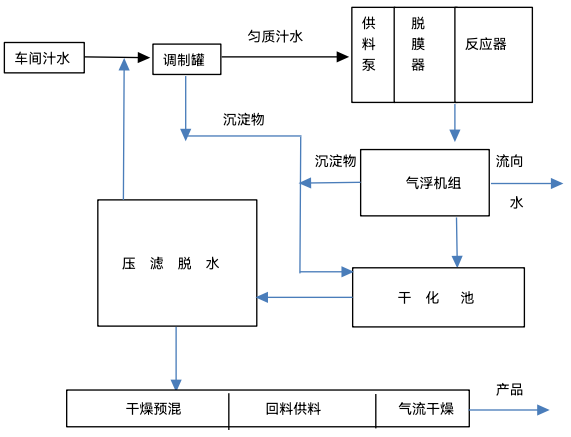 车间汁水
调制罐
匀质汁水
供料泵
脱膜器
反应器
沉淀物
沉淀物
气浮机组
流向
水
压 滤 脱 水
干 化 池
干燥预混
回料供料
气流干燥
产品